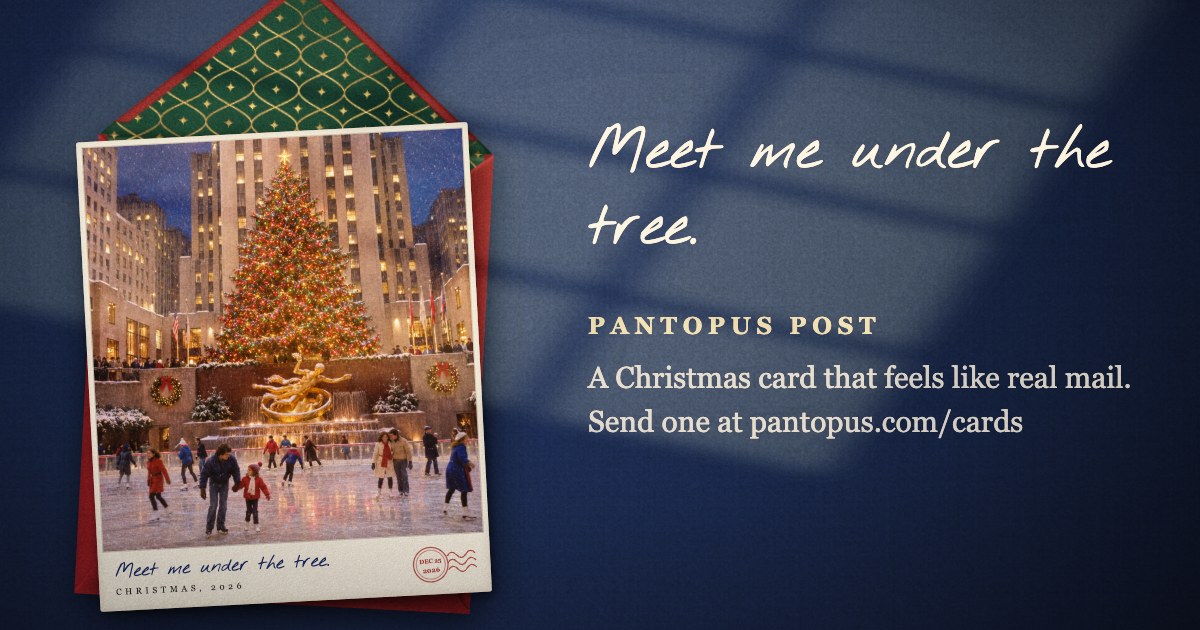 Meet me under the
tree.
PANTOPUS POST
A Christmas card that feels like real mail.
Send one at pantopus.com/cards
Meet me under the tree.
CHRISTMAS, 2026
DEC 25
2026